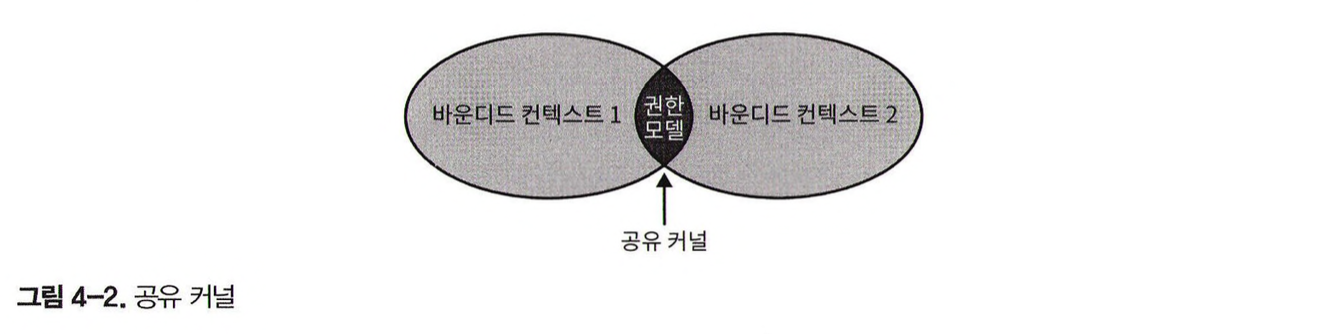 바운디드 컨텍스트 1
권한
모델
바운디드 컨텍스트 2
공유 커널
그림 4-2. 공유 커널